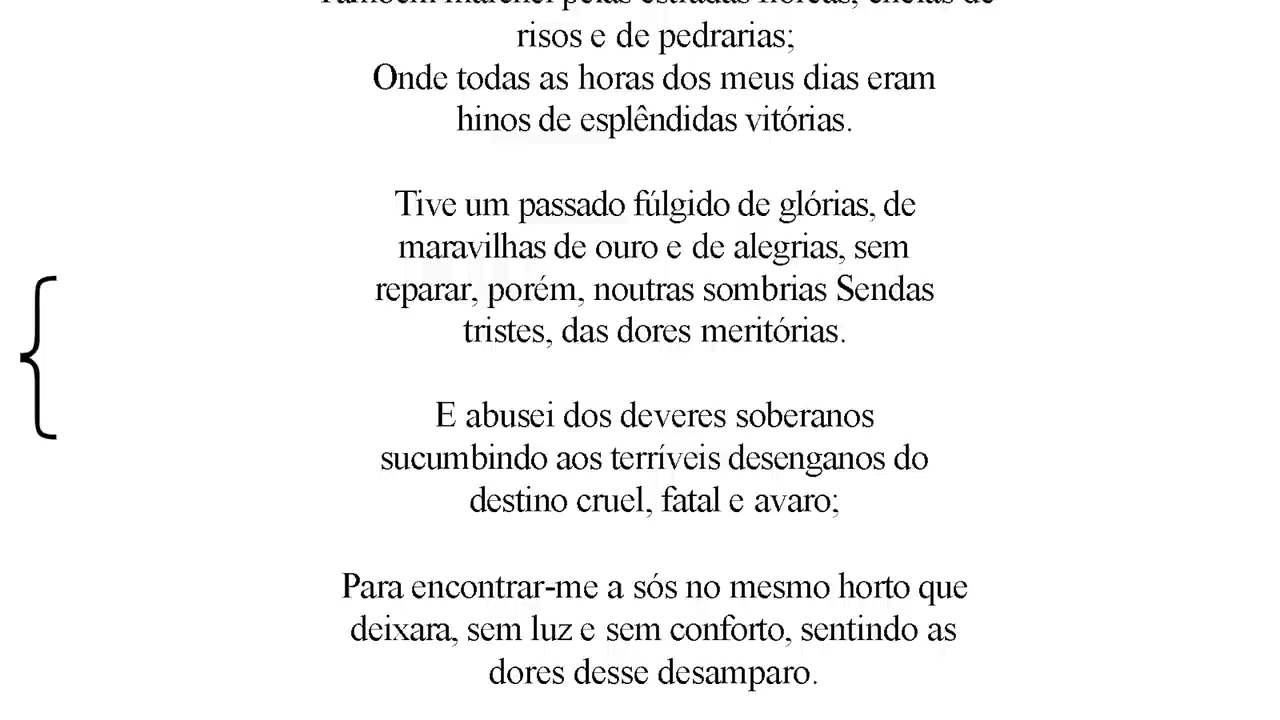 risos e de pedrarias;
Onde todas as horas dos meus dias eram
hinos de esplêndidas vitórias.
Tive um passado fúlgido de glórias, de
maravilhas de ouro e de alegrias, sem
reparar, porém, noutras sombrias Sendas
tristes, das dores meritórias.
E abusei dos deveres soberanos
sucumbindo aos terríveis desenganos do
destino cruel, fatal e avaro;
Para encontrar-me a sós no mesmo horto que
deixara, sem luz e sem conforto, sentindo as
dores desse desamparo.